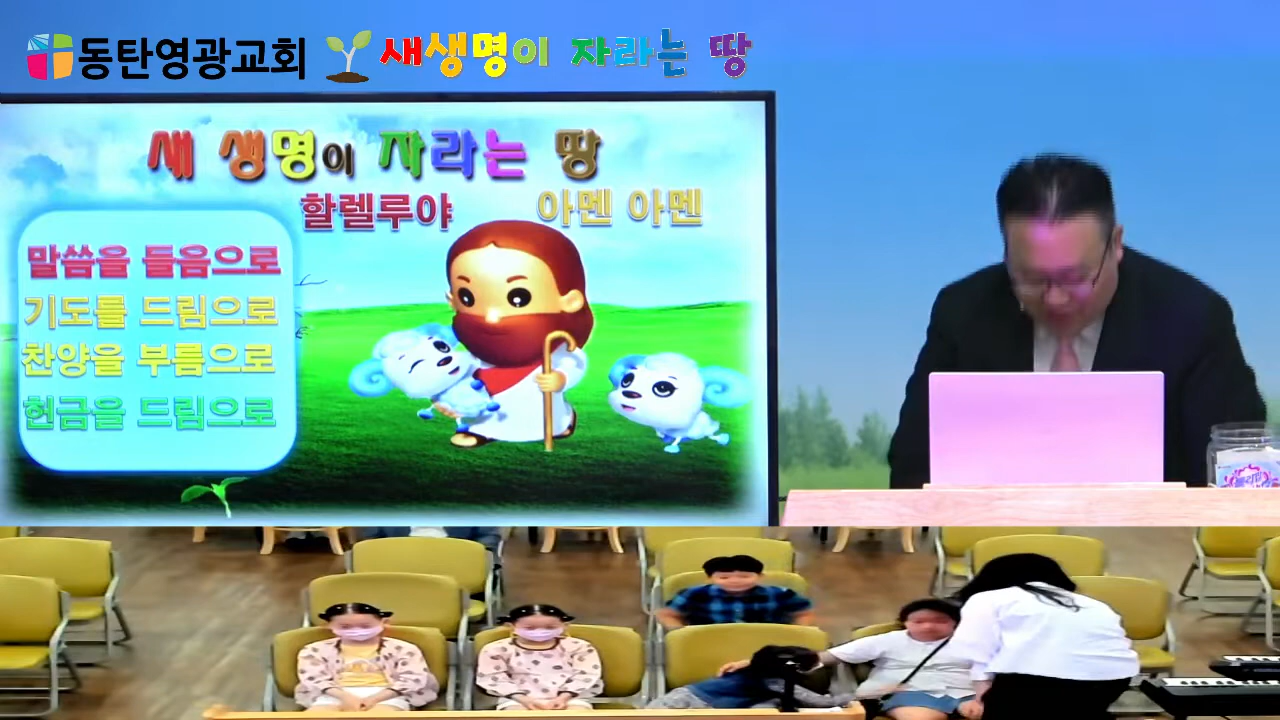 동탄영광교회 새생명이 자라는 땅
새 생명이 자라는 땅
할렐루야 아멘 아멘
말씀을 들음으로
기도를 드림으로
찬양을 부름으로
헌금을 드림으로